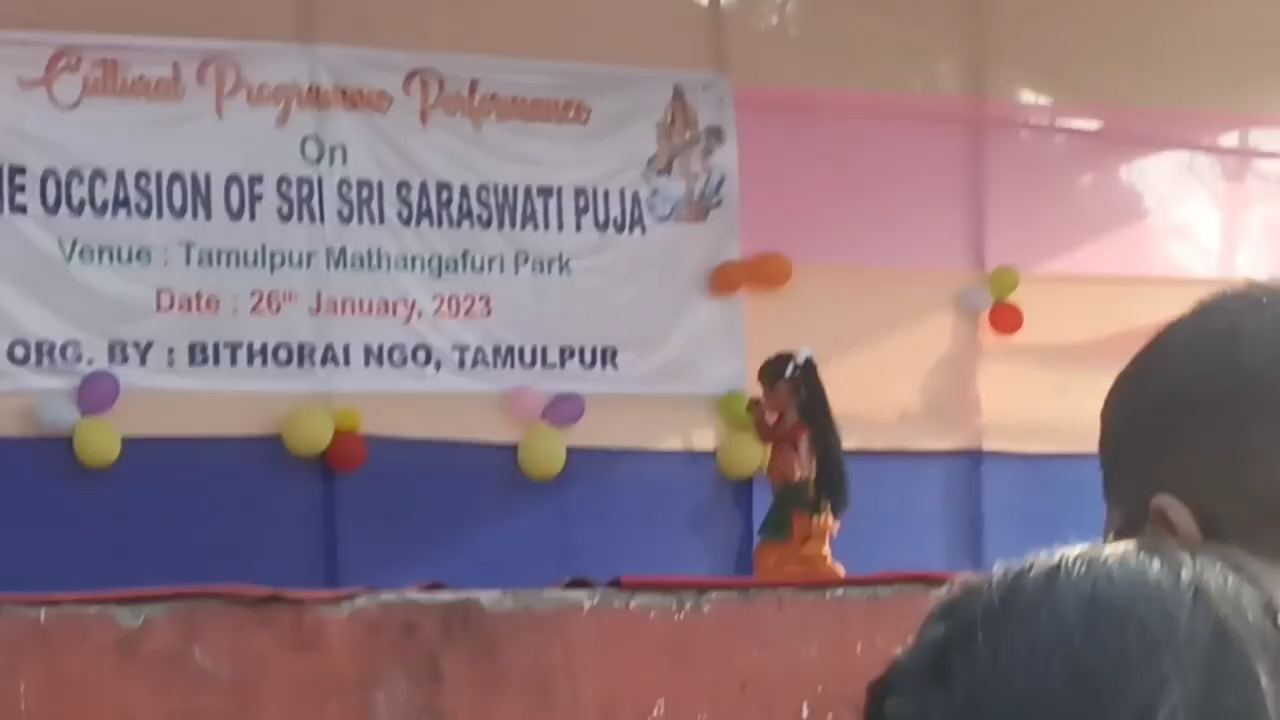 Cultural Programme Performance
On
HE OCCASION OF SRI SRI SARASWATI PUJA
Venue : Tamulpur Mathangafuri Park
Date : 26th January, 2023
ORG. BY : BITHORAI NGO, TAMULPUR